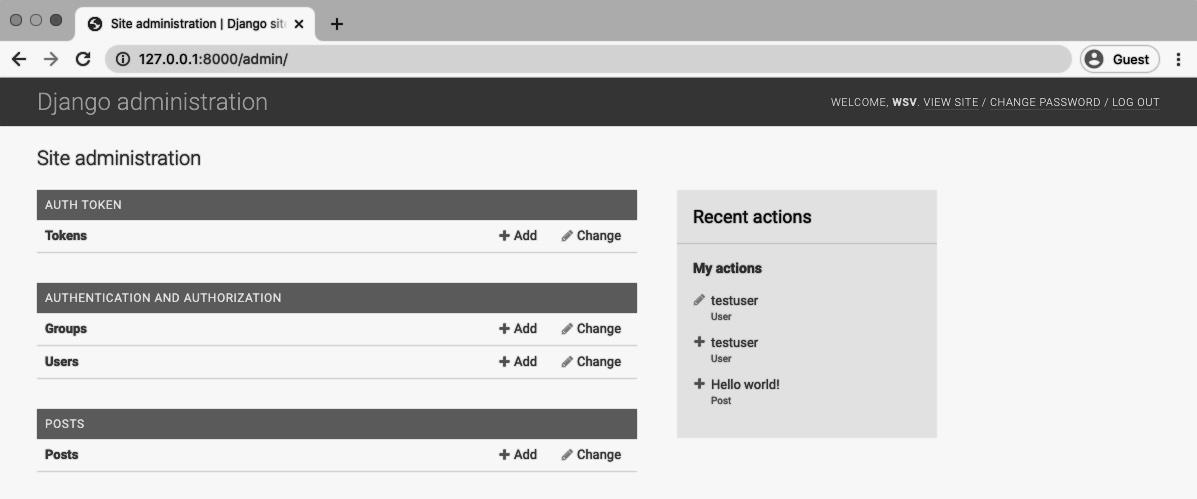 Site administration | Django sit
127.0.0.1:8000/admin/
Guest
Django administration
WELCOME, WSV. VIEW SITE / CHANGE PASSWORD / LOG OUT
Site administration
AUTH TOKEN
Tokens Add Change
AUTHENTICATION AND AUTHORIZATION
Groups Add Change
Users Add Change
POSTS
Posts Add Change
Recent actions
My actions
testuser
User
testuser
User
Hello world!
Post